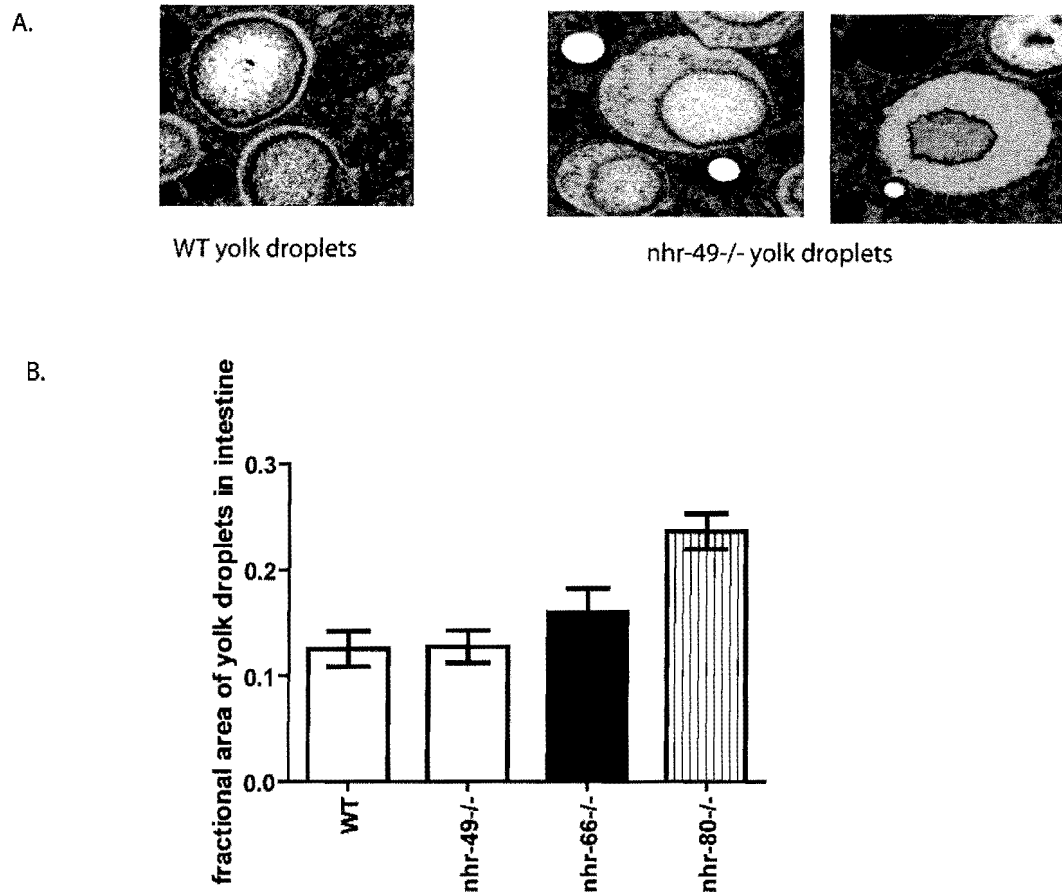 A.
WT yolk droplets
nhr-49-/- yolk droplets
B.
fractional area of yolk droplets in intestine
0.3
0.2
0.1
0.0
WT
nhr-49-/-
nhr-66-/-
nhr-80-/-